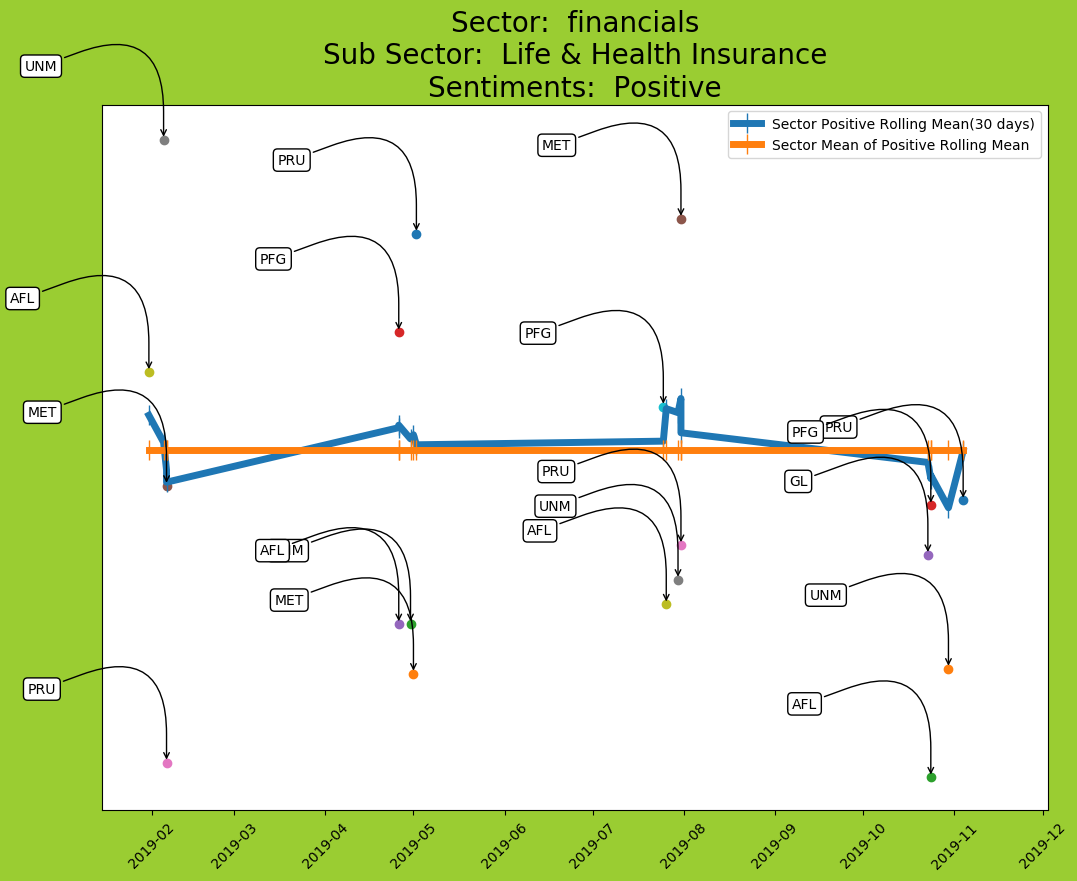 Sector:  financials
Sub Sector:  Life & Health Insurance
Sentiments:  Positive
Sector Positive Rolling Mean(30 days)
Sector Mean of Positive Rolling Mean
UNM
PRU
MET
PFG
AFL
PFG
MET
PFG
PRU
PRU
GL
UNM
AFL
AFL
M
MET
UNM
PRU
AFL
2019-02
2019-03
2019-04
2019-05
2019-06
2019-07
2019-08
2019-09
2019-10
2019-11
2019-12